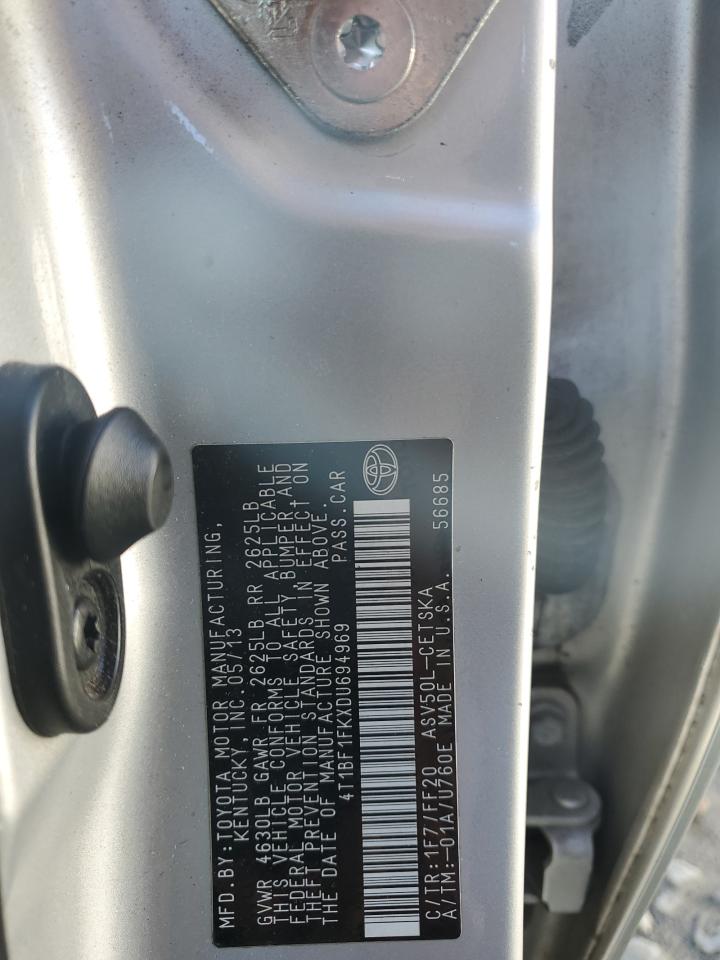 MFD.BY:TOYOTA MOTOR MANUFACTURING,
KENTUCKY, INC.05/13
GVWR 4630LB GAWR FR 2625LB RR 2625LB
THIS VEHICLE CONFORMS TO ALL APPLICABLE
FEDERAL MOTOR VEHICLE SAFETY, BUMPER, AND
THEFT PREVENTION STANDARDS IN EFFECT ON
THE DATE OF MANUFACTURE SHOWN ABOVE.
4T1BF1FKXDU694969 PASS.CAR
C/TR:1F7/FF20 ASV50L-CETSKA 56685
A/TM:-01A/U760E MADE IN U.S.A.